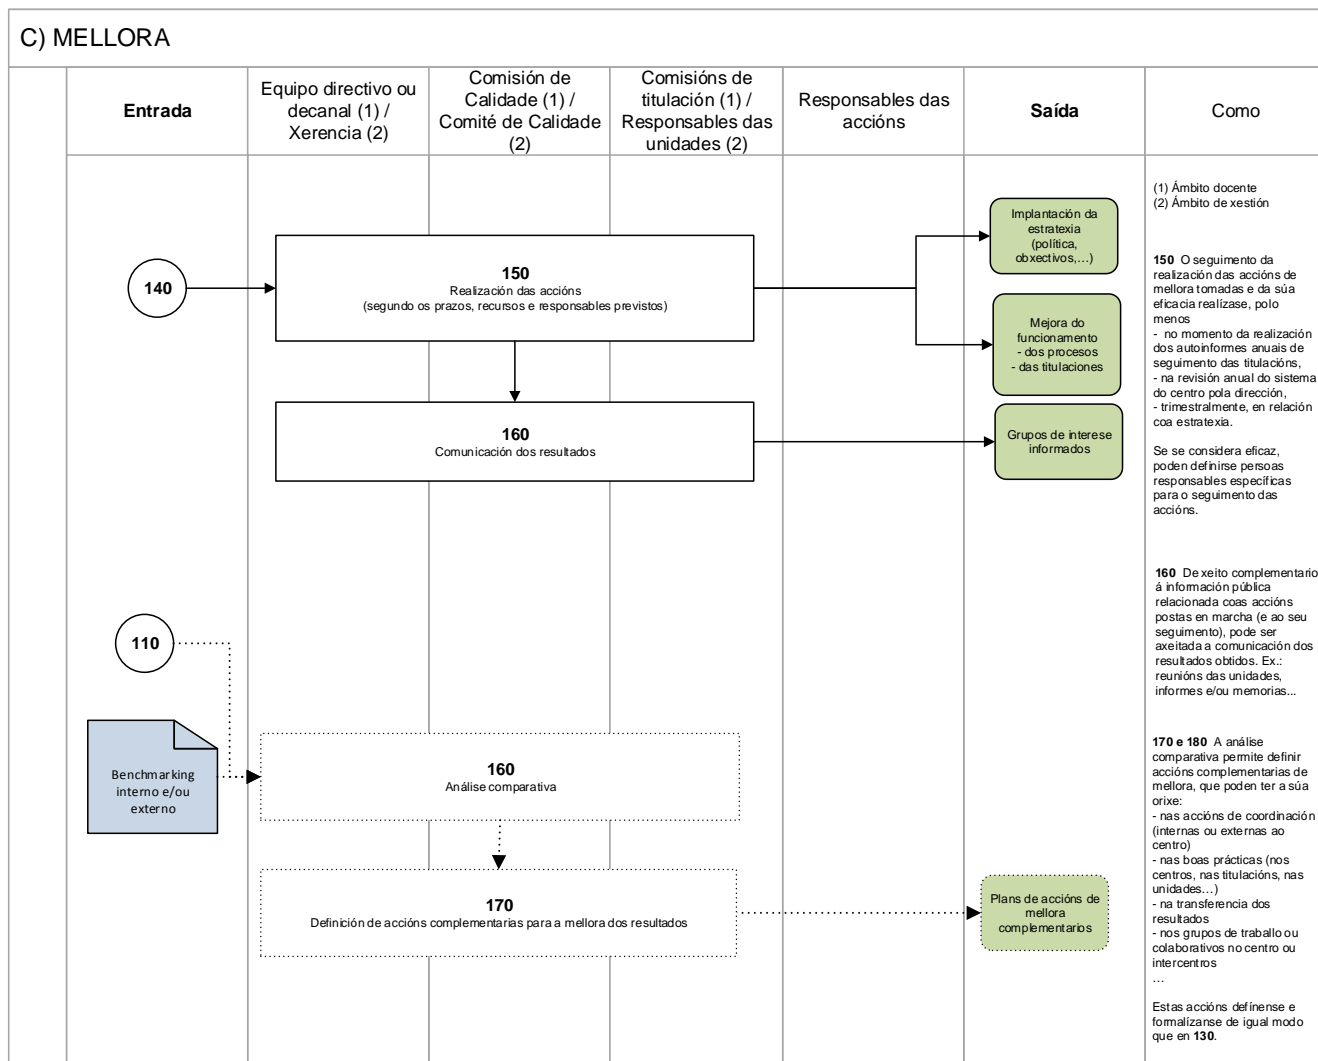 C) MELLORA
Entrada
Equipo directivo ou
decanal (1) /
Xerencia (2)
Comisión de
Calidade (1) /
Comité de Calidade
(2)
Comisións de
titulación (1) /
Responsables das
unidades (2)
Responsables das
accións
Saída
Como
140
150
Realización das accións
(segundo os prazos, recursos e responsables previstos)
Implantación da
estratexia
(política,
obxectivos,…)
Mejora do
funcionamento
- dos procesos
- das titulaciones
160
Comunicación dos resultados
Grupos de interese
informados
(1) Ámbito docente
(2) Ámbito de xestión
150 O seguimento da
realización das accións de
mellora tomadas e da súa
eficacia realízase, polo
menos
- no momento da realización
dos autoinformes anuais de
seguimento das titulacións,
- na revisión anual do sistema
do centro pola dirección,
- trimestralmente, en relación
coa estratexia.
Se se considera eficaz,
poden definirse persoas
responsables específicas
para o seguimento das
accións.
160 De xeito complementario
á información pública
relacionada coas accións
postas en marcha (e ao seu
seguimento), pode ser
axeitada a comunicación dos
resultados obtidos. Ex.:
reunións das unidades,
informes e/ou memorias...
110
Benchmarking
interno e/ou
externo
160
Análise comparativa
170
Definición de accións complementarias para a mellora dos resultados
Plans de accións de
mellora
complementarios
170 e 180 A análise
comparativa permite definir
accións complementarias de
mellora, que poden ter a súa
orixe:
- nas accións de coordinación
(internas ou externas ao
centro)
- nas boas prácticas (nos
centros, nas titulacións, nas
unidades…)
- na transferencia dos
resultados
- nos grupos de traballo ou
colaborativos no centro ou
intercentros
…
Estas accións defínense e
formalízanse de igual modo
que en 130.